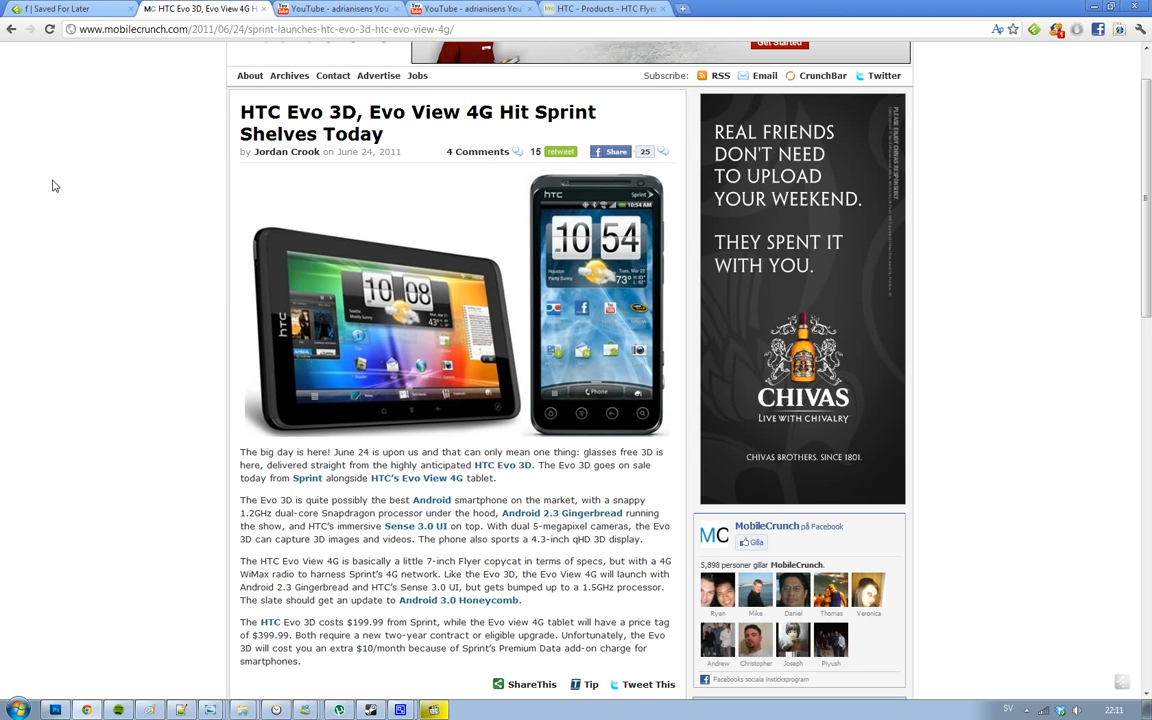 f | Saved For Later
MC HTC Evo 3D, Evo View 4G H
YouTube - adrianisens You
YouTube - adrianisens You
HTC - Products - HTC Flye
www.mobilecrunch.com/2011/06/24/sprint-launches-htc-evo-3d-htc-evo-view-4g/
Get Started
About Archives Contact Advertise Jobs
Subscribe: RSS Email CrunchBar Twitter
HTC Evo 3D, Evo View 4G Hit Sprint
Shelves Today
by Jordan Crook on June 24, 2011
4 Comments 15 retweet Share 25
hTC Sprint
10:54 AM
10 54
73°
10 08
43°
hTC
Phone
REAL FRIENDS
DON'T NEED
TO UPLOAD
YOUR WEEKEND.
THEY SPENT IT
WITH YOU.
PLEASE ENJOY CHIVAS RESPONSIBLY.
CHIVAS
LIVE WITH CHIVALRY
CHIVAS BROTHERS. SINCE 1801.
The big day is here! June 24 is upon us and that can only mean one thing: glasses free 3D is
here, delivered straight from the highly anticipated HTC Evo 3D. The Evo 3D goes on sale
today from Sprint alongside HTC's Evo View 4G tablet.
The Evo 3D is quite possibly the best Android smartphone on the market, with a snappy
1.2GHz dual-core Snapdragon processor under the hood, Android 2.3 Gingerbread running
the show, and HTC's immersive Sense 3.0 UI on top. With dual 5-megapixel cameras, the Evo
3D can capture 3D images and videos. The phone also sports a 4.3-inch qHD 3D display.
The HTC Evo View 4G is basically a little 7-inch Flyer copycat in terms of specs, but with a 4G
WiMax radio to harness Sprint's 4G network. Like the Evo 3D, the Evo View 4G will launch with
Android 2.3 Gingerbread and HTC's Sense 3.0 UI, but gets bumped up to a 1.5GHz processor.
The slate should get an update to Android 3.0 Honeycomb.
The HTC Evo 3D costs $199.99 from Sprint, while the Evo view 4G tablet will have a price tag
of $399.99. Both require a new two-year contract or eligible upgrade. Unfortunately, the Evo
3D will cost you an extra $10/month because of Sprint's Premium Data add-on charge for
smartphones.
ShareThis Tip Tweet This
MC
MobileCrunch på Facebook
Gilla
5,898 personer gillar MobileCrunch.
Ryan Mike Daniel Thomas Veronica
Andrew Christopher Joseph Piyush
Facebooks sociala insticksprogram
SV
22:11